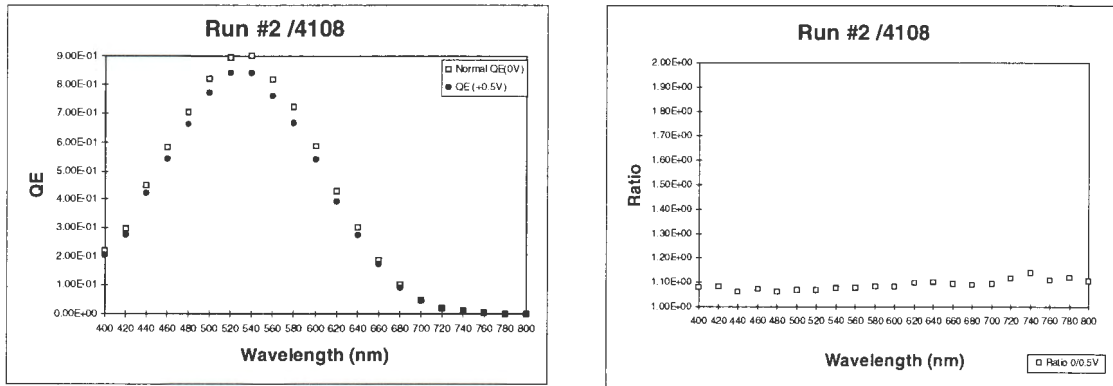 Run #2 /4108
QE
9.00E-01
8.00E-01
7.00E-01
6.00E-01
5.00E-01
4.00E-01
3.00E-01
2.00E-01
1.00E-01
0.00E+00
Normal QE(0V)
QE (+0.5V)
400 420 440 460 480 500 520 540 560 580 600 620 640 660 680 700 720 740 760 780 800
Wavelength (nm)
Run #2 /4108
Ratio
2.00E+00
1.90E+00
1.80E+00
1.70E+00
1.60E+00
1.50E+00
1.40E+00
1.30E+00
1.20E+00
1.10E+00
1.00E+00
400 420 440 460 480 500 520 540 560 580 600 620 640 660 680 700 720 740 760 780 800
Wavelength (nm)
Ratio 0/0.5V